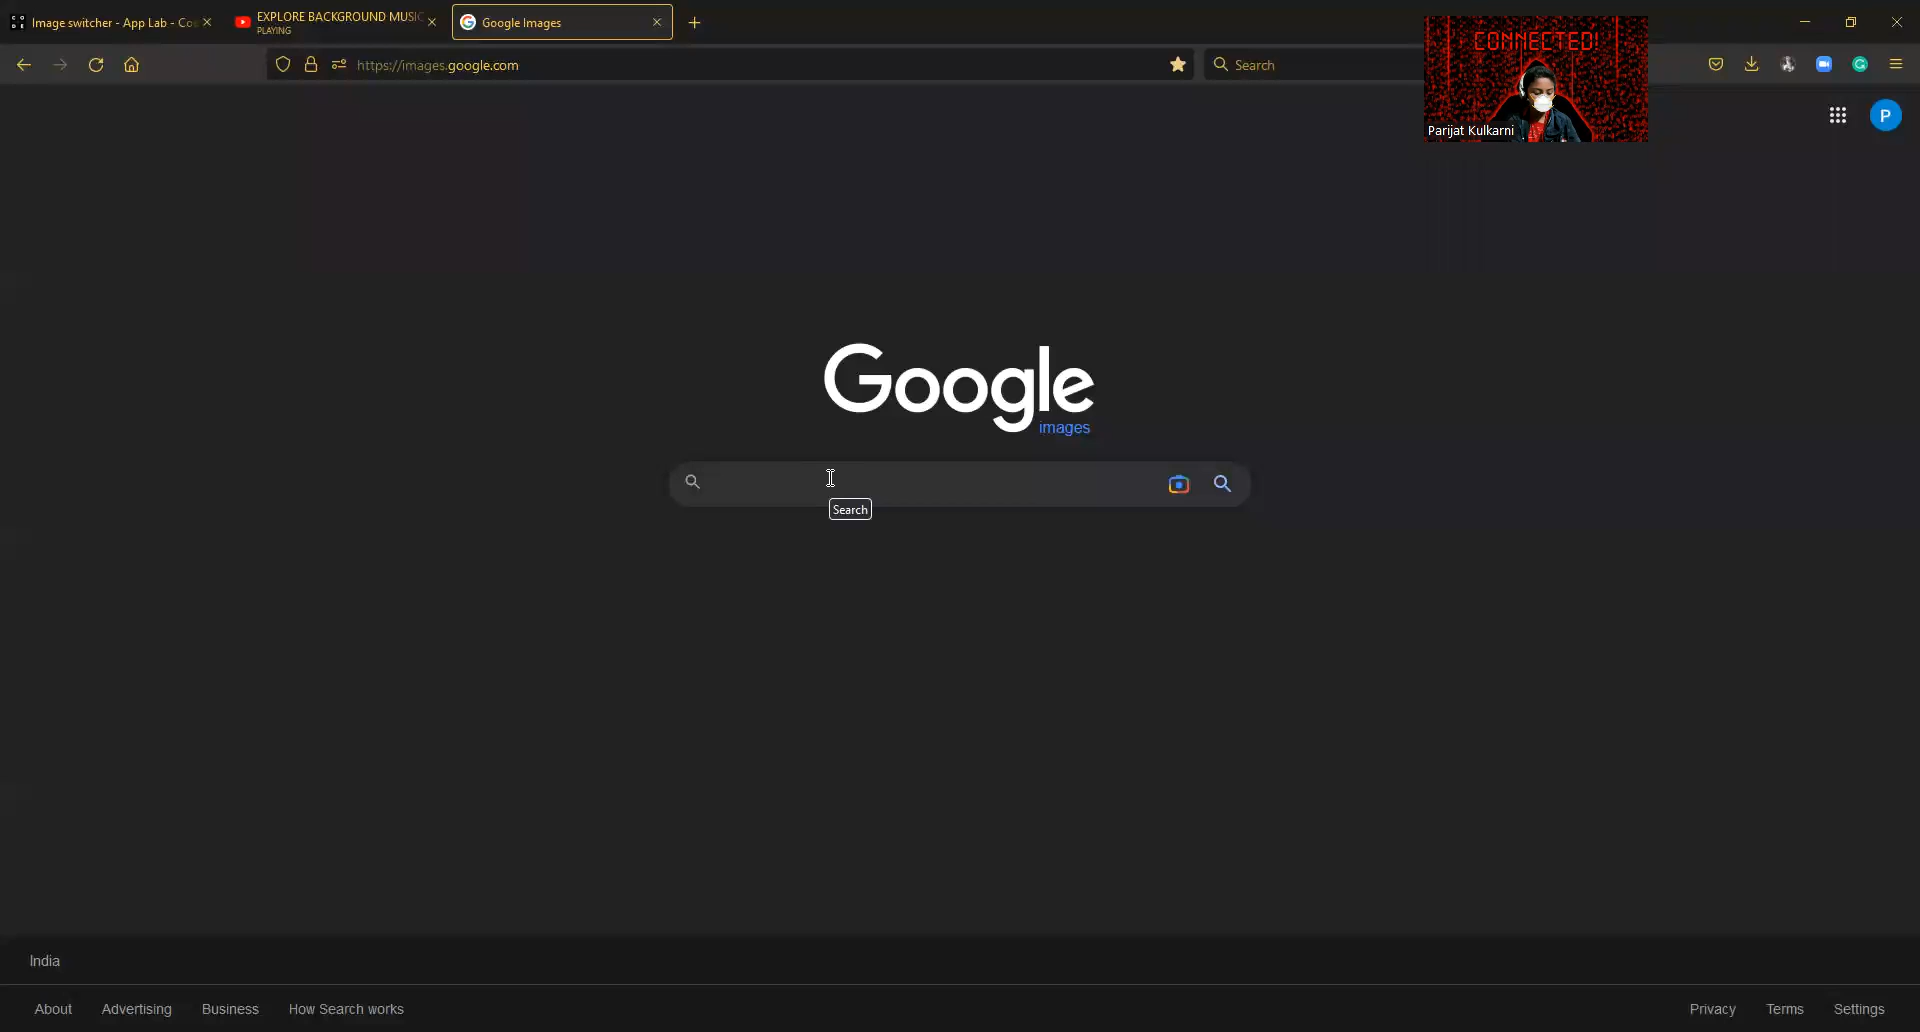 Image switcher - App Lab - Co
EXPLORE BACKGROUND MUSIC
PLAYING
Google Images
https://images.google.com
Search
CONNECTED!
Parijat Kulkarni
P
Google
images
Search
India
About Advertising Business How Search works
Privacy Terms Settings